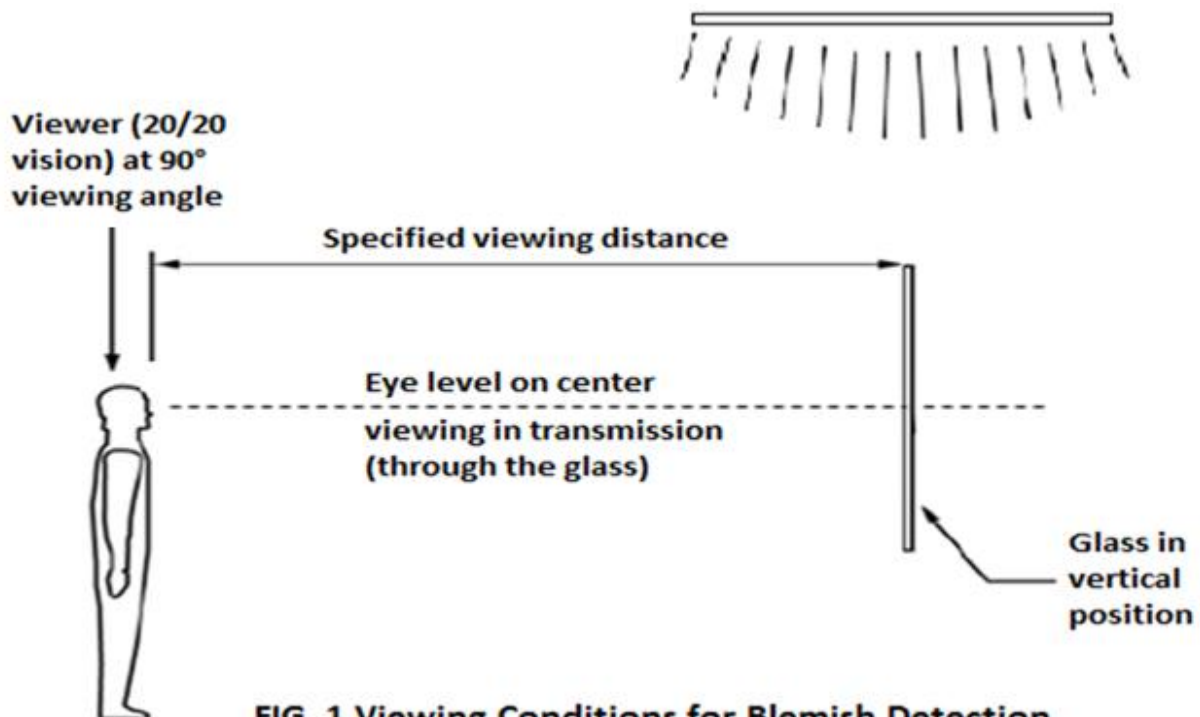 Viewer (20/20
vision) at 90°
viewing angle
Specified viewing distance
Eye level on center
viewing in transmission
(through the glass)
Glass in
vertical
position
FIG. 1 Viewing Conditions for Blemish Detection